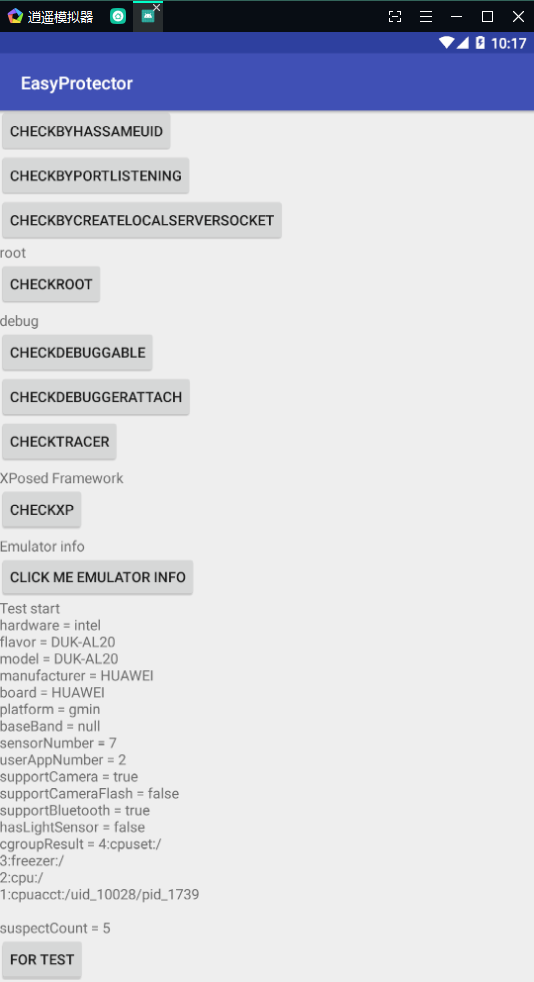 逍遥模拟器
10:17
EasyProtector
CHECKBYHASSAMEUID
CHECKBYPORTLISTENING
CHECKBYCREATELOCALSERVERSOCKET
root
CHECKROOT
debug
CHECKDEBUGGABLE
CHECKDEBUGGERATTACH
CHECKTRACER
XPosed Framework
CHECKXP
Emulator info
CLICK ME EMULATOR INFO
Test start
hardware = intel
flavor = DUK-AL20
model = DUK-AL20
manufacturer = HUAWEI
board = HUAWEI
platform = gmin
baseBand = null
sensorNumber = 7
userAppNumber = 2
supportCamera = true
supportCameraFlash = false
supportBluetooth = true
hasLightSensor = false
cgroupResult = 4:cpuset:/
3:freezer:/
2:cpu:/
1:cpuacct:/uid_10028/pid_1739
suspectCount = 5
FOR TEST